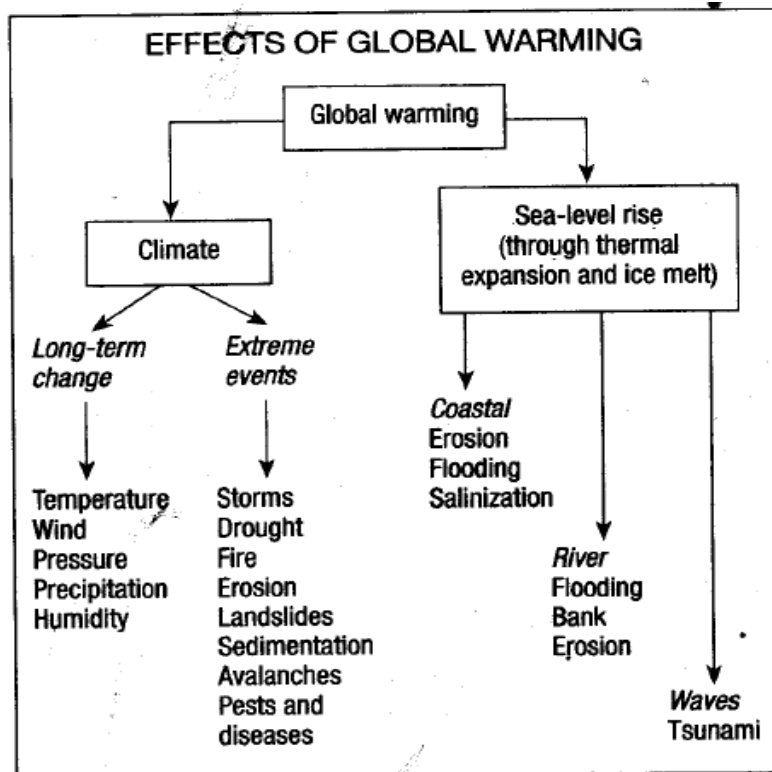 EFFECTS OF GLOBAL WARMING
Global warming
Climate
Sea-level rise
(through thermal
expansion and ice melt)
Long-term
change
Extreme
events
Temperature
Wind
Pressure
Precipitation
Humidity
Storms
Drought
Fire
Erosion
Landslides
Sedimentation
Avalanches
Pests and
diseases
Coastal
Erosion
Flooding
Salinization
River
Flooding
Bank
Erosion
Waves
Tsunami